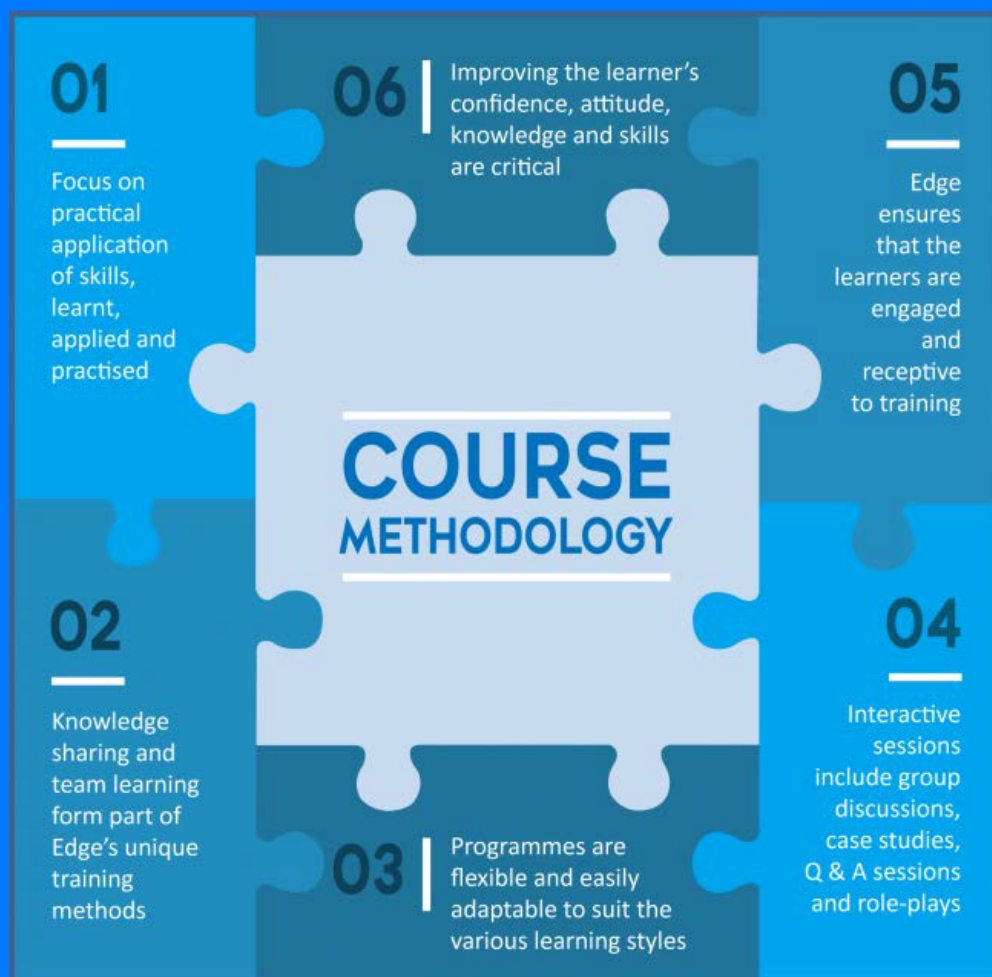 01
Focus on
practical
application
of skills,
learnt,
applied and
practised
02
Knowledge
sharing and
team learning
form part of
Edge's unique
training
methods
03
Programmes are
flexible and easily
adaptable to suit the
various learning styles
04
Interactive
sessions
include group
discussions,
case studies,
Q & A sessions
and role-plays
05
Edge
ensures
that the
learners are
engaged
and
receptive
to training
06
Improving the learner's
confidence, attitude,
knowledge and skills
are critical
COURSE
METHODOLOGY